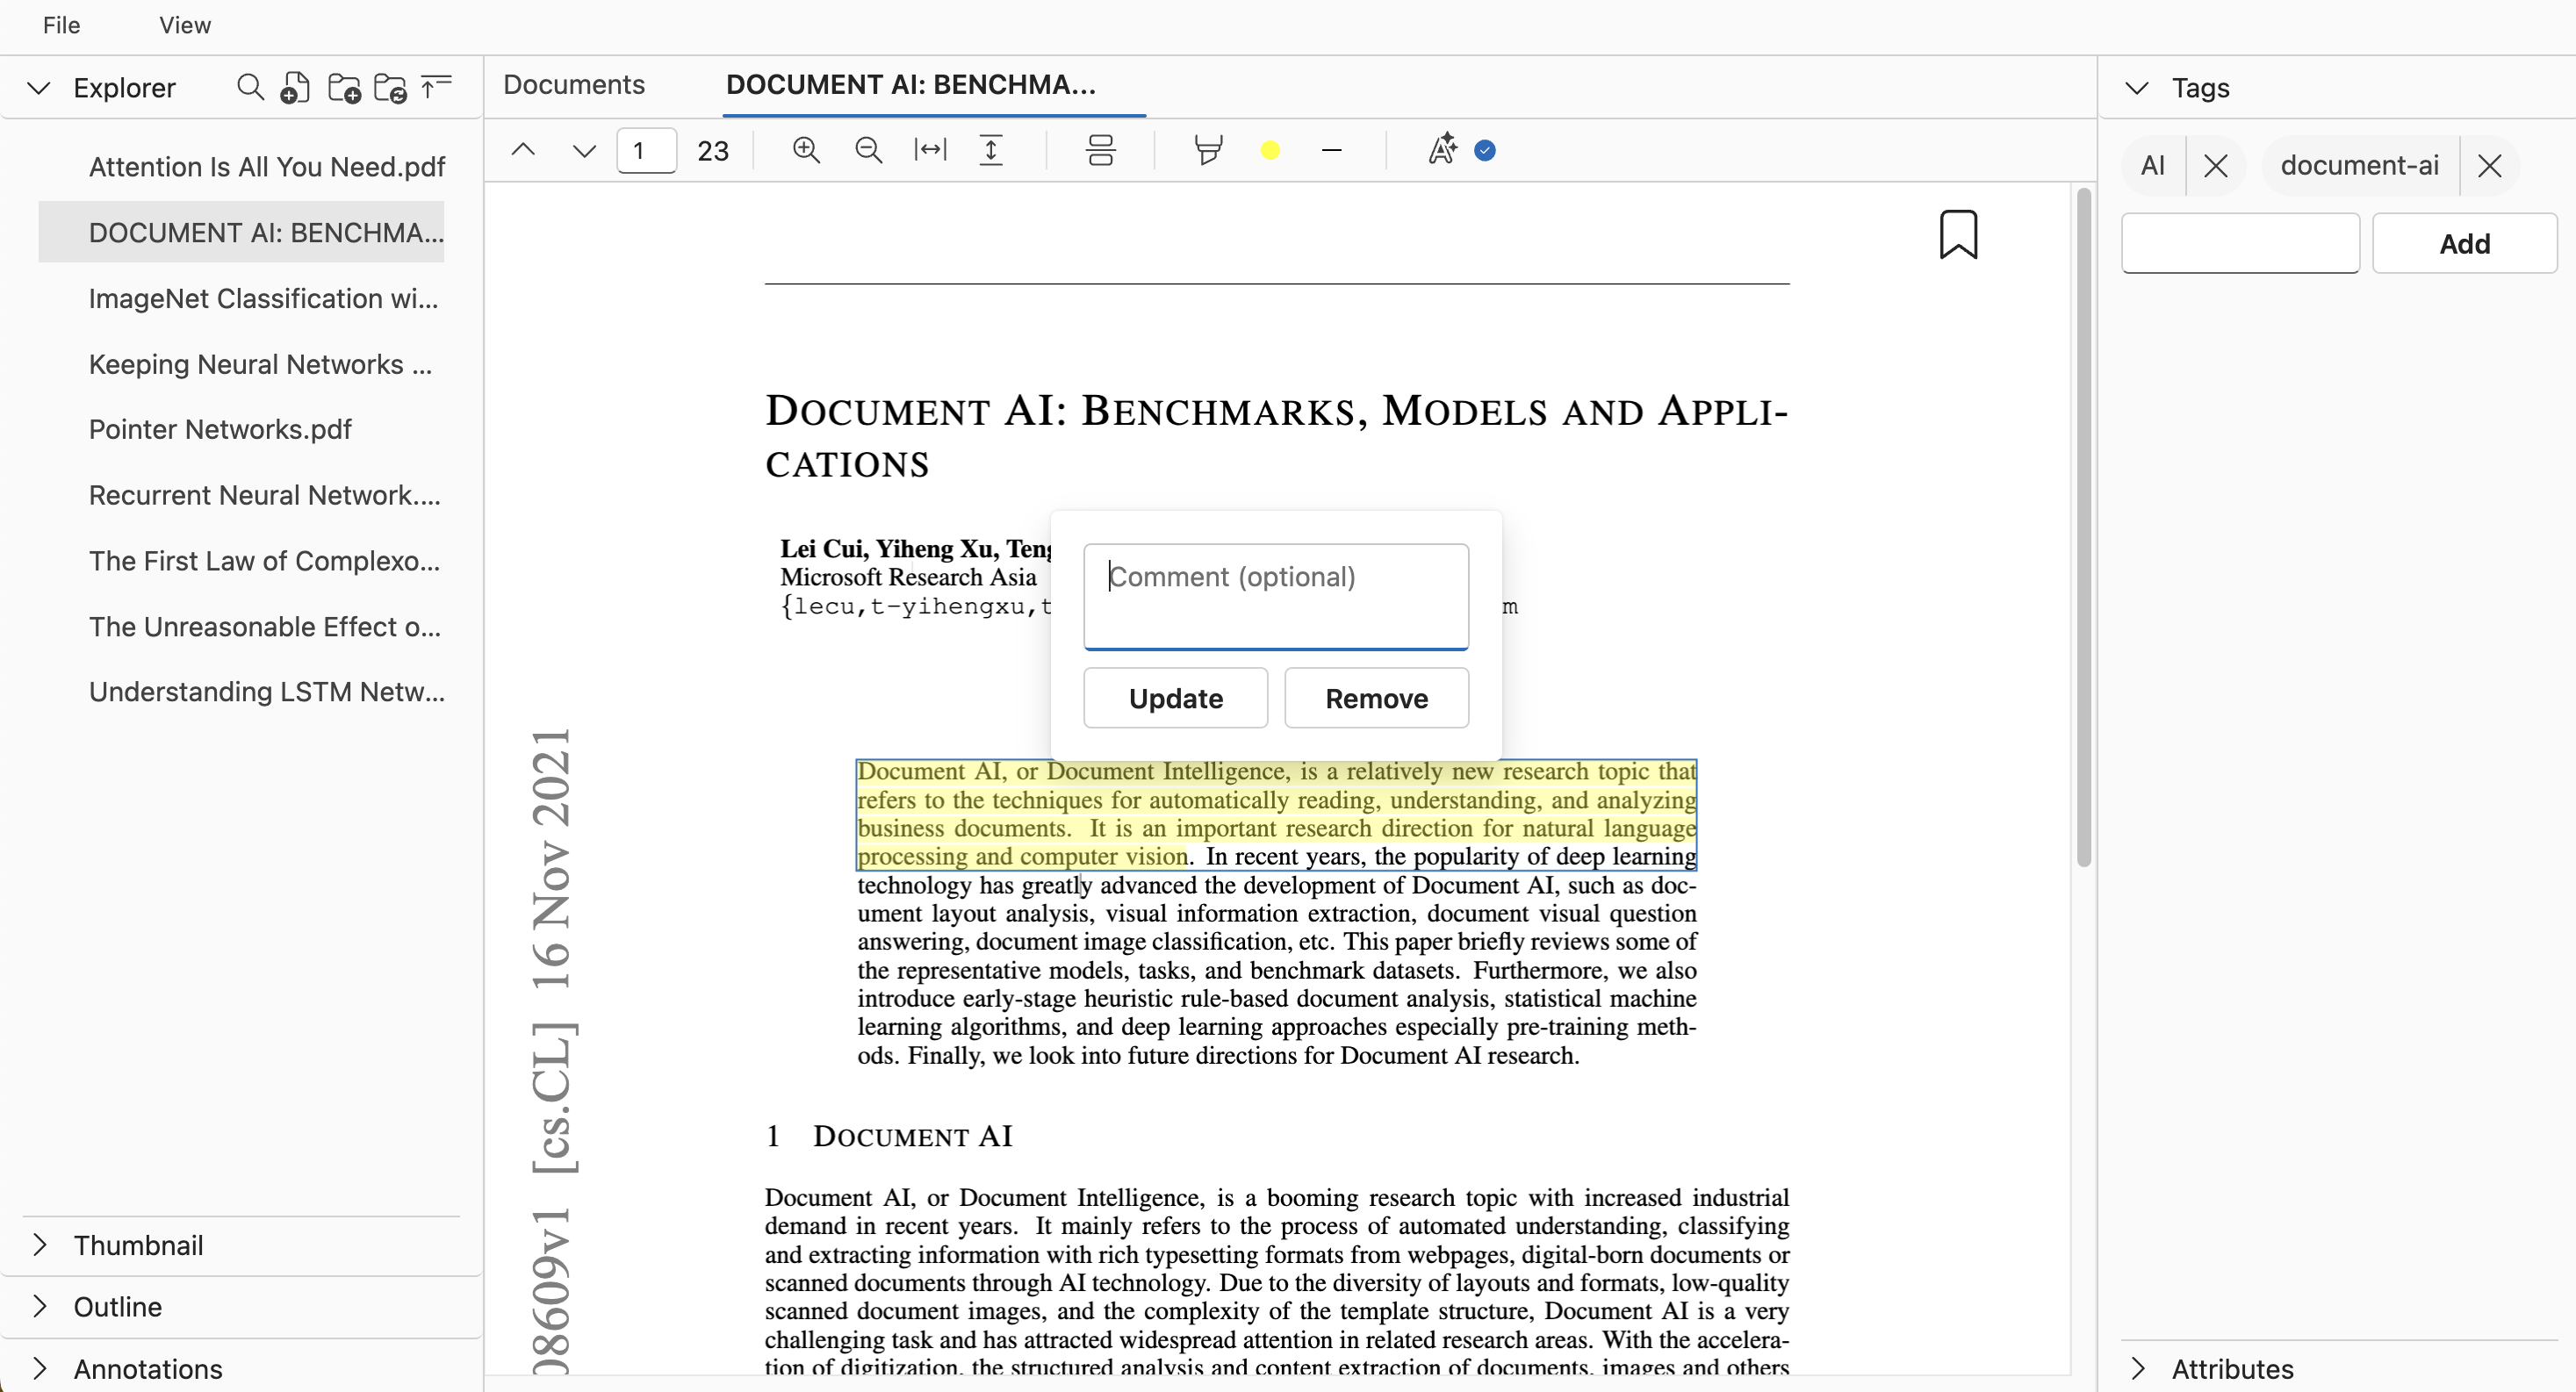 File View
Explorer
Attention Is All You Need.pdf
DOCUMENT AI: BENCHMA...
ImageNet Classification wi...
Keeping Neural Networks ...
Pointer Networks.pdf
Recurrent Neural Network....
The First Law of Complexo...
The Unreasonable Effect o...
Understanding LSTM Netw...
Thumbnail
Outline
Annotations
Documents DOCUMENT AI: BENCHMA...
1 23
DOCUMENT AI: BENCHMARKS, MODELS AND APPLI-
CATIONS
Lei Cui, Yiheng Xu,
Microsoft Research Asia
{lecu,t-yihengxu,t
m
Comment (optional)
Update Remove
Document AI, or Document Intelligence, is a relatively new research topic that
refers to the techniques for automatically reading, understanding, and analyzing
business documents. It is an important research direction for natural language
processing and computer vision. In recent years, the popularity of deep learning
technology has greatly advanced the development of Document AI, such as doc-
ument layout analysis, visual information extraction, document visual question
answering, document image classification, etc. This paper briefly reviews some of
the representative models, tasks, and benchmark datasets. Furthermore, we also
introduce early-stage heuristic rule-based document analysis, statistical machine
learning algorithms, and deep learning approaches especially pre-training meth-
ods. Finally, we look into future directions for Document AI research.
1 DOCUMENT AI
Document AI, or Document Intelligence, is a booming research topic with increased industrial
demand in recent years. It mainly refers to the process of automated understanding, classifying
and extracting information with rich typesetting formats from webpages, digital-born documents or
scanned documents through AI technology. Due to the diversity of layouts and formats, low-quality
scanned document images, and the complexity of the template structure, Document AI is a very
challenging task and has attracted widespread attention in related research areas. With the accelera-
tion of digitization, the structured analysis and content extraction of documents, images and others
08609v1 [cs.CL] 16 Nov 2021
Tags
AI document-ai
Add
Attributes